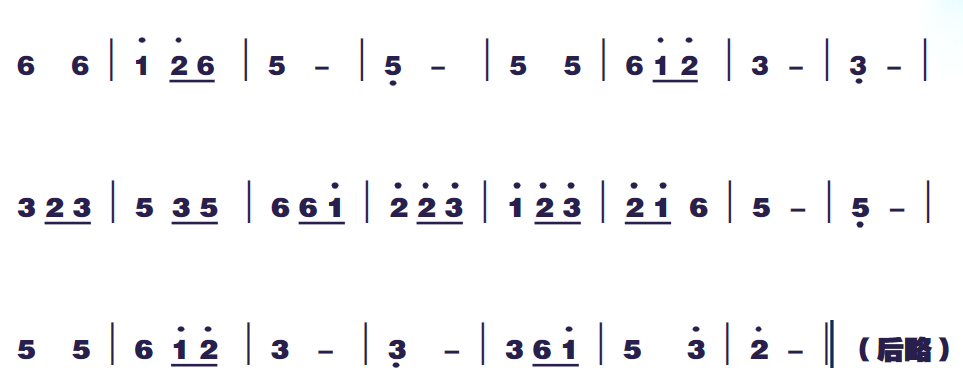 6 6 | 1̇ 2̇ 6 | 5 – | 5̣ – | 5 5 | 6 1̇ 2̇ | 3 – | 3̣ – |
3 2 3 | 5 3 5 | 6 6 1̇ | 2̇ 2̇ 3̇ | 1̇ 2̇ 3̇ | 2̇ 1̇ 6 | 5 – | 5̣ – |
5 5 | 6 1̇ 2̇ | 3 – | 3̣ – | 3 6 1̇ | 5 3̇ | 2̇ – ‖ （后略）